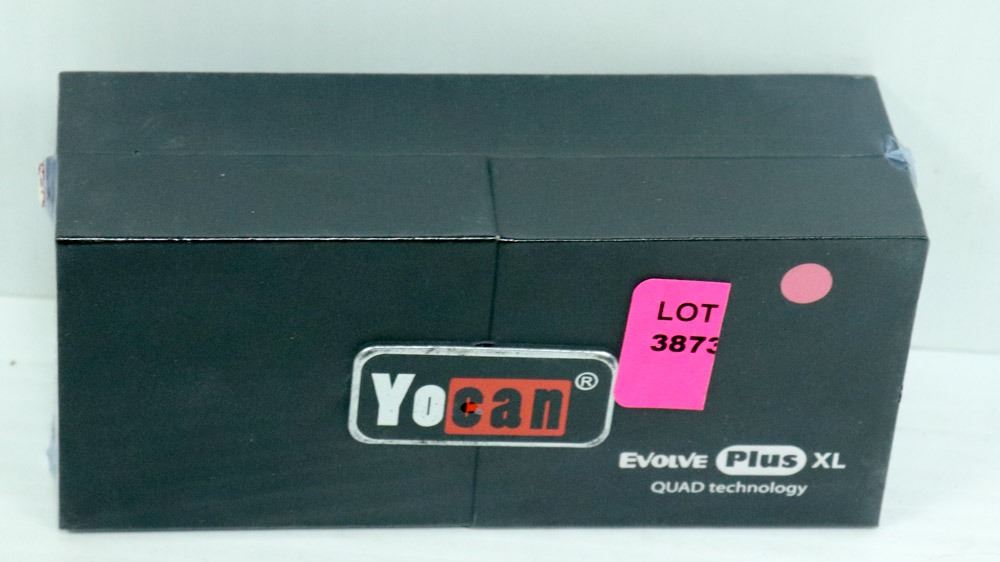 LOT
3873
Yocan®
EVOLVE Plus XL
QUAD technology